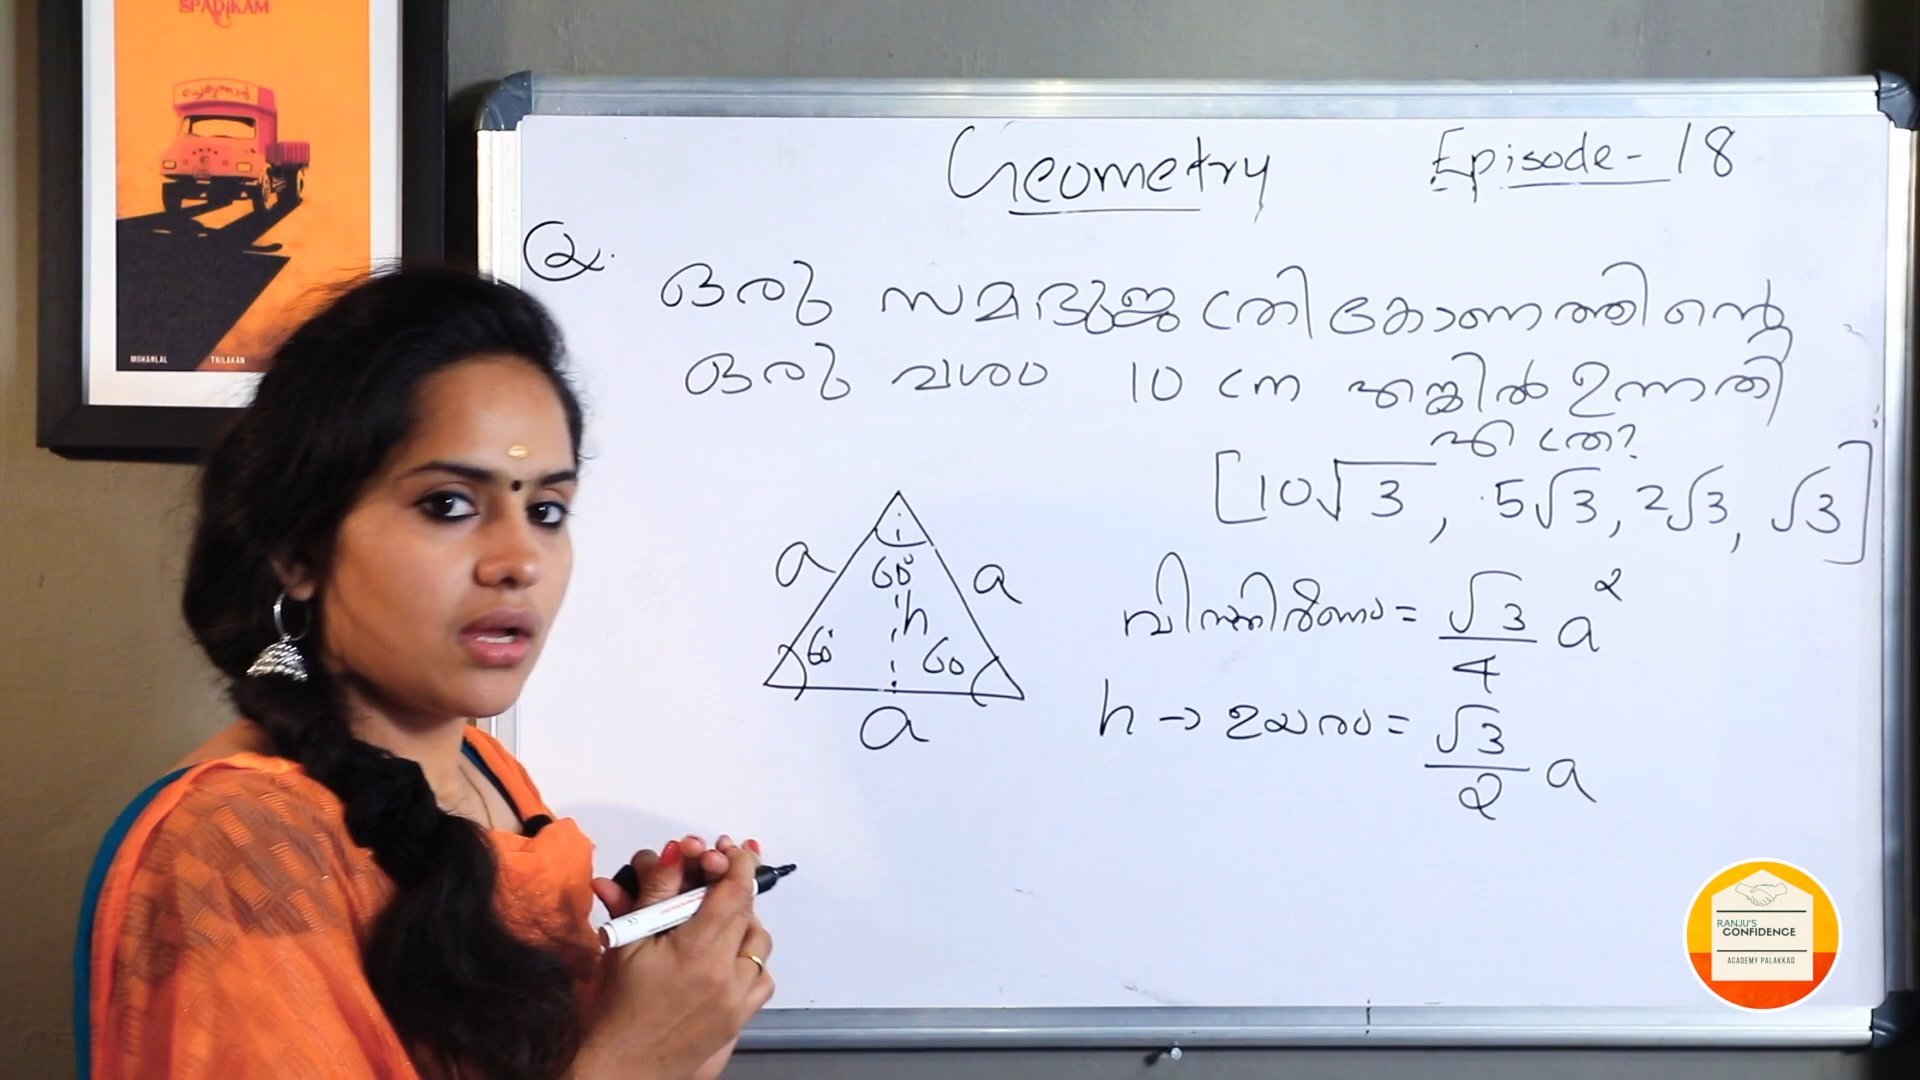 SPADIKAM
ചെകുത്താൻ
MOHANLAL THILAKAN
Geometry Episode - 18
Q. ഒരു സമഭുജ ത്രികോണത്തിന്റെ
ഒരു വശം 10 cm എങ്കിൽ ഉന്നതി
എത്ര?
[10√3, 5√3, 2√3, √3]
a 60° a
h
60° 60
a
വിസ്തീർണം = √3/4 a²
h → ഉയരം = √3/2 a
RANJU'S
CONFIDENCE
ACADEMY PALAKKAD